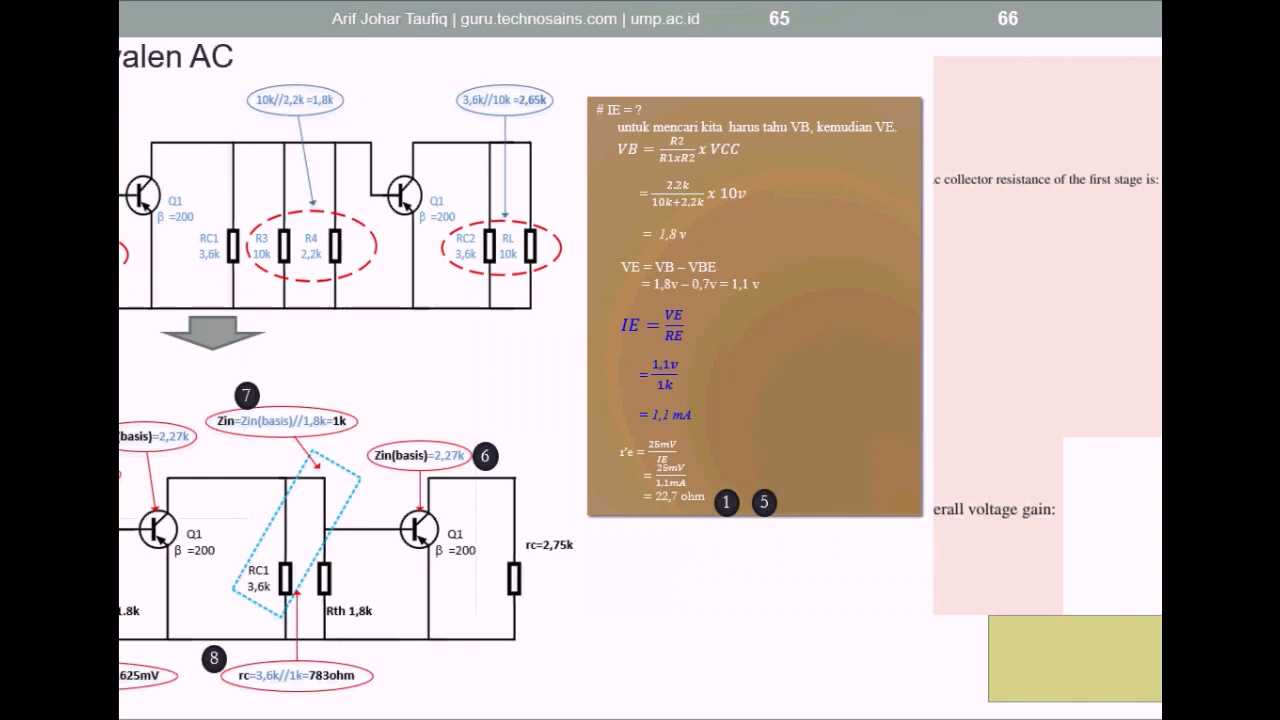 Arif Johar Taufiq | guru.technosains.com | ump.ac.id
65
66
valen AC
10k//2,2k =1,8k
3,6k//10k =2,65k
Q1
β =200
RC1
3,6k
R3
10k
R4
2,2k
Q1
β =200
RC2
3,6k
RL
10k
# IE = ?
untuk mencari kita harus tahu VB, kemudian VE.
VB = R2 / R1xR2 x VCC
= 2.2k / 10k+2,2k x 10v
= 1,8 v
VE = VB – VBE
= 1,8v – 0,7v = 1,1 v
IE = VE / RE
= 1,1v / 1k
= 1,1 mA
r'e = 25mV / IE
= 25mV / 1,1mA
= 22,7 ohm
1
5
c collector resistance of the first stage is:
erall voltage gain:
7
Zin=Zin(basis)//1,8k=1k
(basis)=2,27k
Zin(basis)=2,27k
6
Q1
β =200
RC1
3,6k
Rth 1,8k
Q1
β =200
rc=2,75k
1.8k
8
625mV
rc=3,6k//1k=783ohm